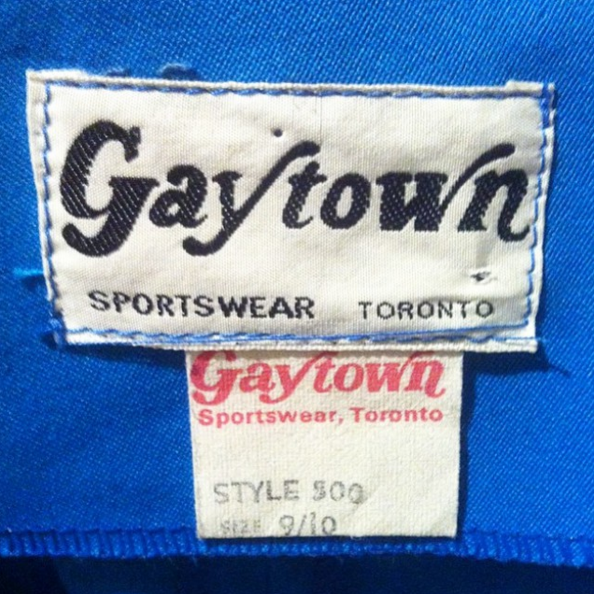 Gaytown
SPORTSWEAR TORONTO
Gaytown
Sportswear, Toronto
STYLE 500
SIZE 9/10